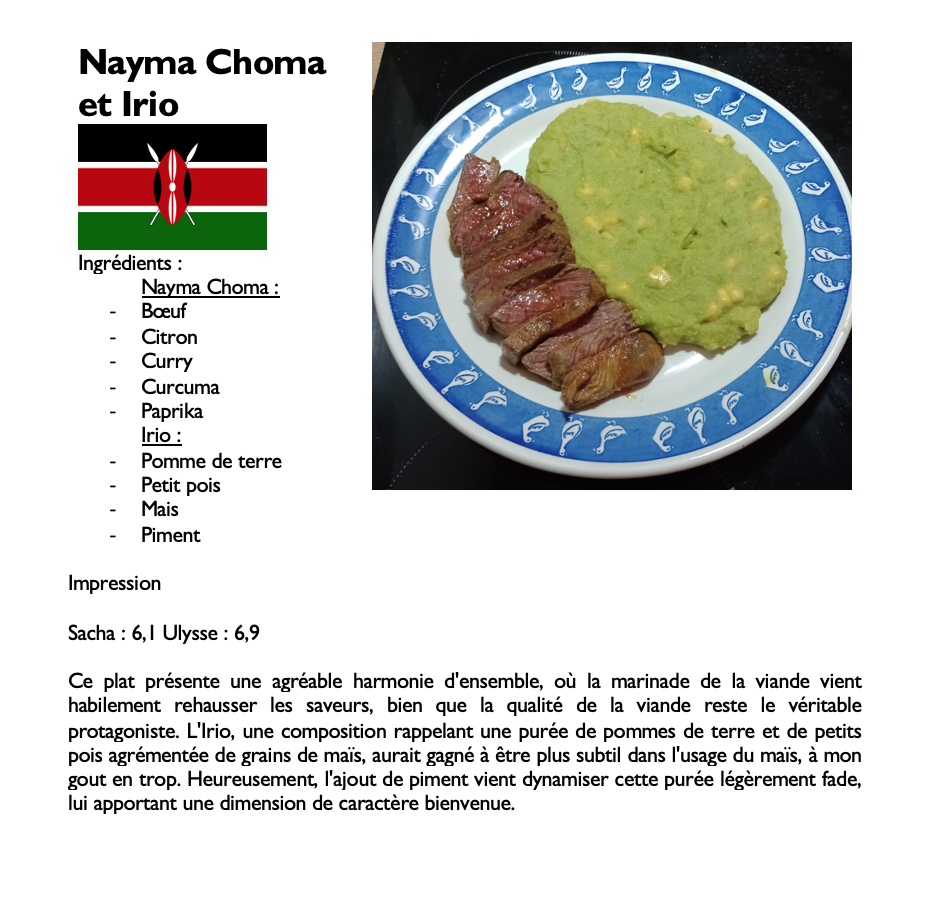 Nayma Choma
et Irio
Ingrédients :
Nayma Choma :
- Bœuf
- Citron
- Curry
- Curcuma
- Paprika
Irio :
- Pomme de terre
- Petit pois
- Mais
- Piment
Impression
Sacha : 6,1 Ulysse : 6,9
Ce plat présente une agréable harmonie d'ensemble, où la marinade de la viande vient
habilement rehausser les saveurs, bien que la qualité de la viande reste le véritable
protagoniste. L'Irio, une composition rappelant une purée de pommes de terre et de petits
pois agrémentée de grains de maïs, aurait gagné à être plus subtil dans l'usage du maïs, à mon
gout en trop. Heureusement, l'ajout de piment vient dynamiser cette purée légèrement fade,
lui apportant une dimension de caractère bienvenue.